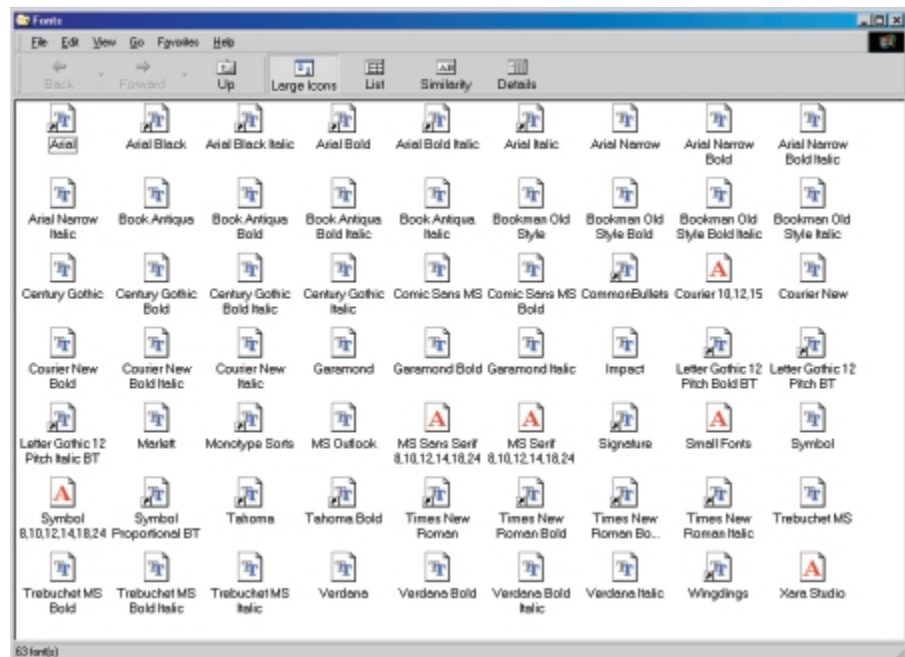 Fonts
File Edit View Go Favorites Help
Back Forward Up Large Icons List Similarity Details
Arial Arial Black Arial Black Italic Arial Bold Arial Bold Italic Arial Italic Arial Narrow Arial Narrow Arial Narrow
Bold Bold Italic
Arial Narrow Book Antiqua Book Antiqua Book Antiqua Book Antiqua Bookman Old Bookman Old Bookman Old Bookman Old
Italic Bold Bold Italic Italic Style Style Bold Style Bold Italic Style Italic
Century Gothic Century Gothic Century Gothic Century Gothic Comic Sans MS Comic Sans MS CommonBullets Courier 10,12,15 Courier New
Bold Bold Italic Italic Bold
Courier New Courier New Courier New Garamond Garamond Bold Garamond Italic Impact Letter Gothic 12 Letter Gothic 12
Bold Bold Italic Italic Pitch Bold BT Pitch BT
Letter Gothic 12 Marlett Monotype Sorts MS Outlook MS Sans Serif MS Serif Signature Small Fonts Symbol
Pitch Italic BT 8,10,12,14,18,24 8,10,12,14,18,24
Symbol Symbol Tahoma Tahoma Bold Times New Times New Times New Times New Trebuchet MS
8,10,12,14,18,24 Proportional BT Roman Roman Bold Roman Bo... Roman Italic
Trebuchet MS Trebuchet MS Trebuchet MS Verdana Verdana Bold Verdana Bold Verdana Italic Wingdings Xara Studio
Bold Bold Italic Italic Italic
63 font(s)